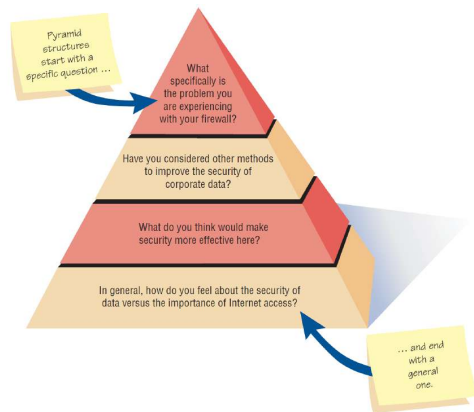 Pyramid
structures
start with a
specific question ...
What
specifically is
the problem you
are experiencing
with your firewall?
Have you considered other methods
to improve the security of
corporate data?
What do you think would make
security more effective here?
In general, how do you feel about the security of
data versus the importance of Internet access?
... and end
with a
general
one.